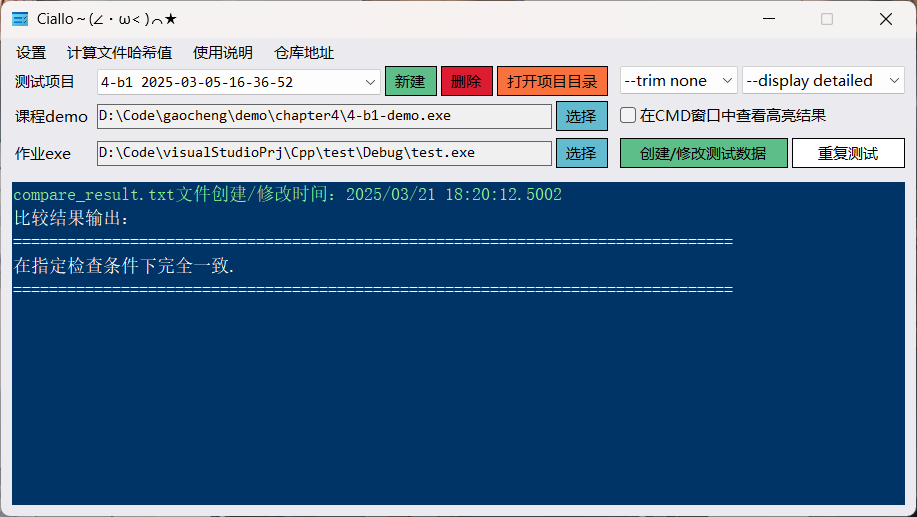 Ciallo～(∠・ω< )⌒★
设置 计算文件哈希值 使用说明 仓库地址
测试项目 4-b1 2025-03-05-16-36-52 新建 删除 打开项目目录 --trim none --display detailed
课程demo D:\Code\gaocheng\demo\chapter4\4-b1-demo.exe 选择 在CMD窗口中查看高亮结果
作业exe D:\Code\visualStudioPrj\Cpp\test\Debug\test.exe 选择 创建/修改测试数据 重复测试
compare_result.txt文件创建/修改时间: 2025/03/21 18:20:12.5002
比较结果输出:
================================================================================
在指定检查条件下完全一致.
================================================================================